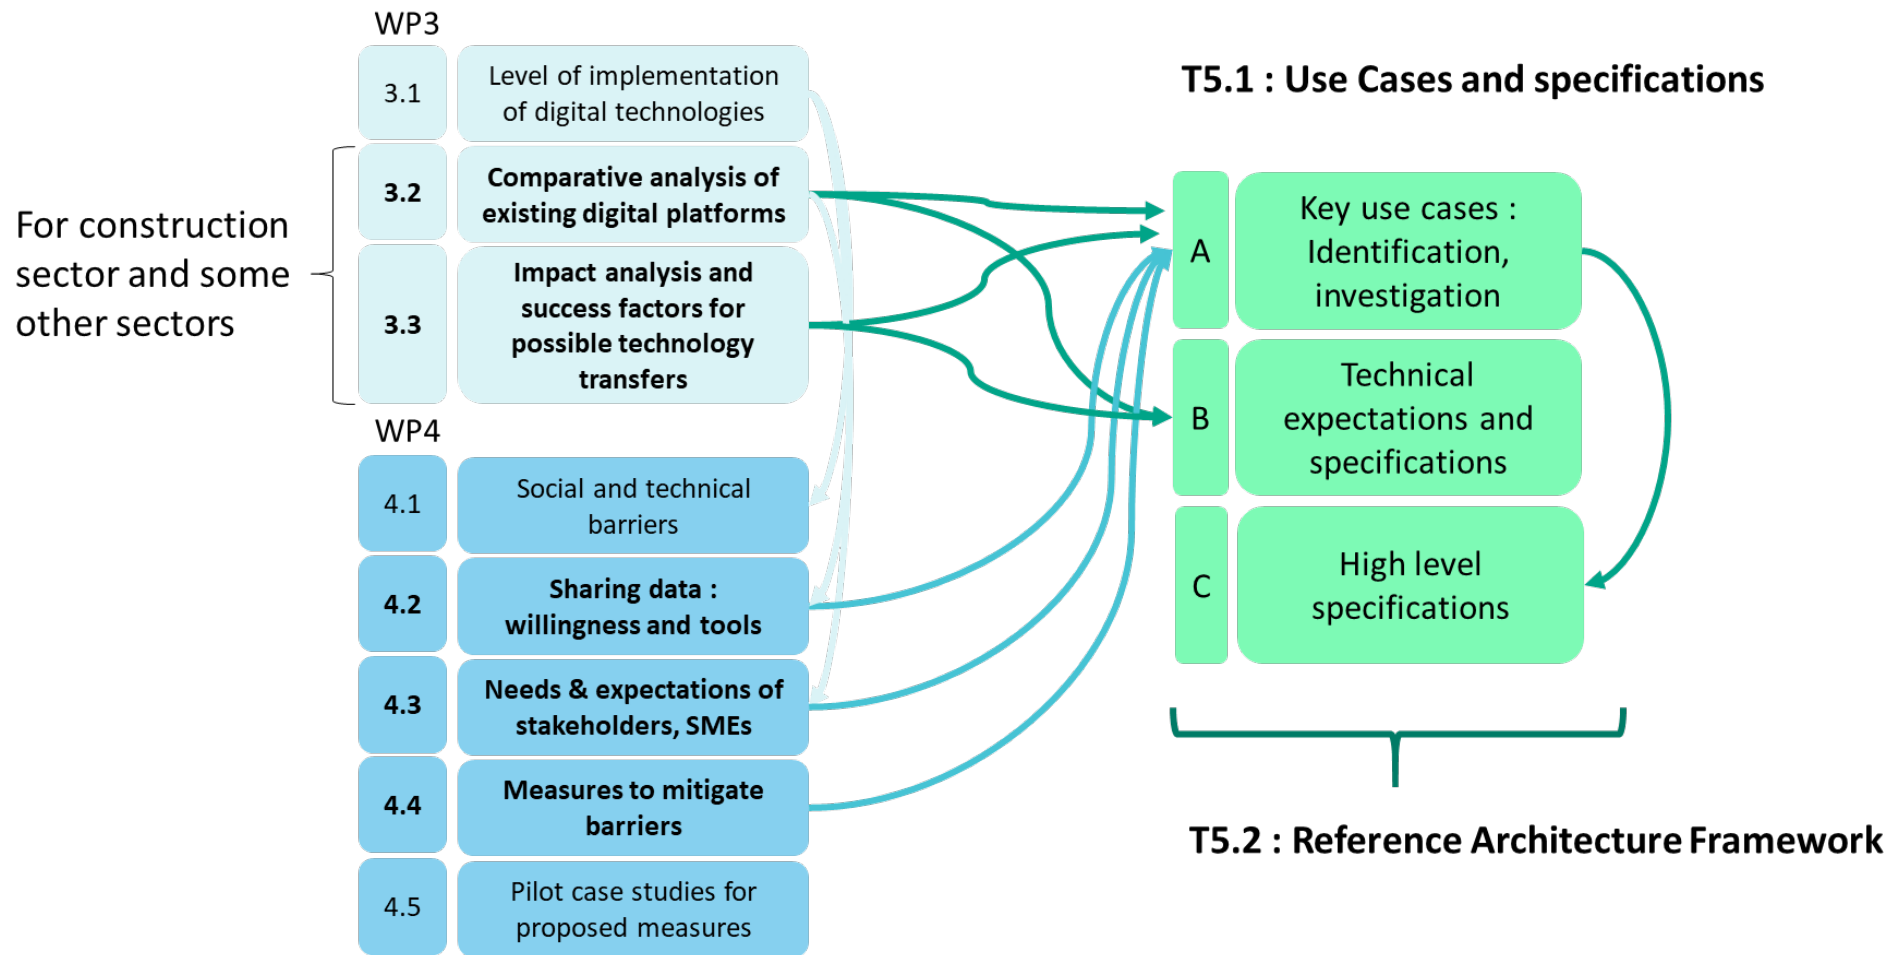 WP3
3.1
Level of implementation
of digital technologies
For construction
sector and some
other sectors
3.2
Comparative analysis of
existing digital platforms
3.3
Impact analysis and
success factors for
possible technology
transfers
WP4
4.1
Social and technical
barriers
4.2
Sharing data :
willingness and tools
4.3
Needs & expectations of
stakeholders, SMEs
4.4
Measures to mitigate
barriers
4.5
Pilot case studies for
proposed measures
T5.1 : Use Cases and specifications
A
Key use cases :
Identification,
investigation
B
Technical
expectations and
specifications
C
High level
specifications
T5.2 : Reference Architecture Framework